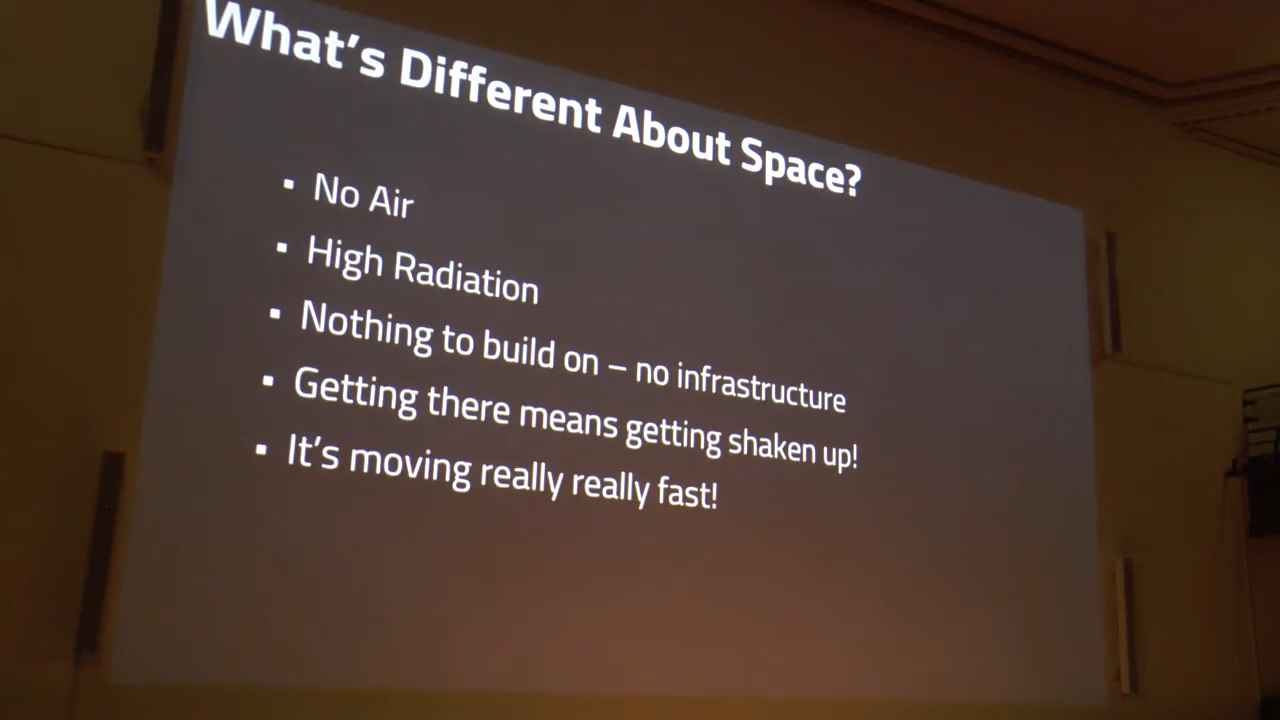 What's Different About Space?
▪ No Air
▪ High Radiation
▪ Nothing to build on – no infrastructure
▪ Getting there means getting shaken up!
▪ It's moving really really fast!